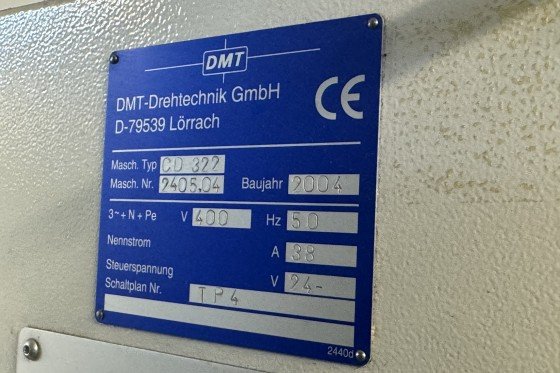 DMT
DMT-Drehtechnik GmbH
D-79539 Lörrach
CE
Masch. Typ CD 322
Masch. Nr. 2405.04 Baujahr 2004
3~ + N + Pe V 400 Hz 50
Nennstrom A 38
Steuerspannung V 24-
Schaltplan Nr. TP4
2440d